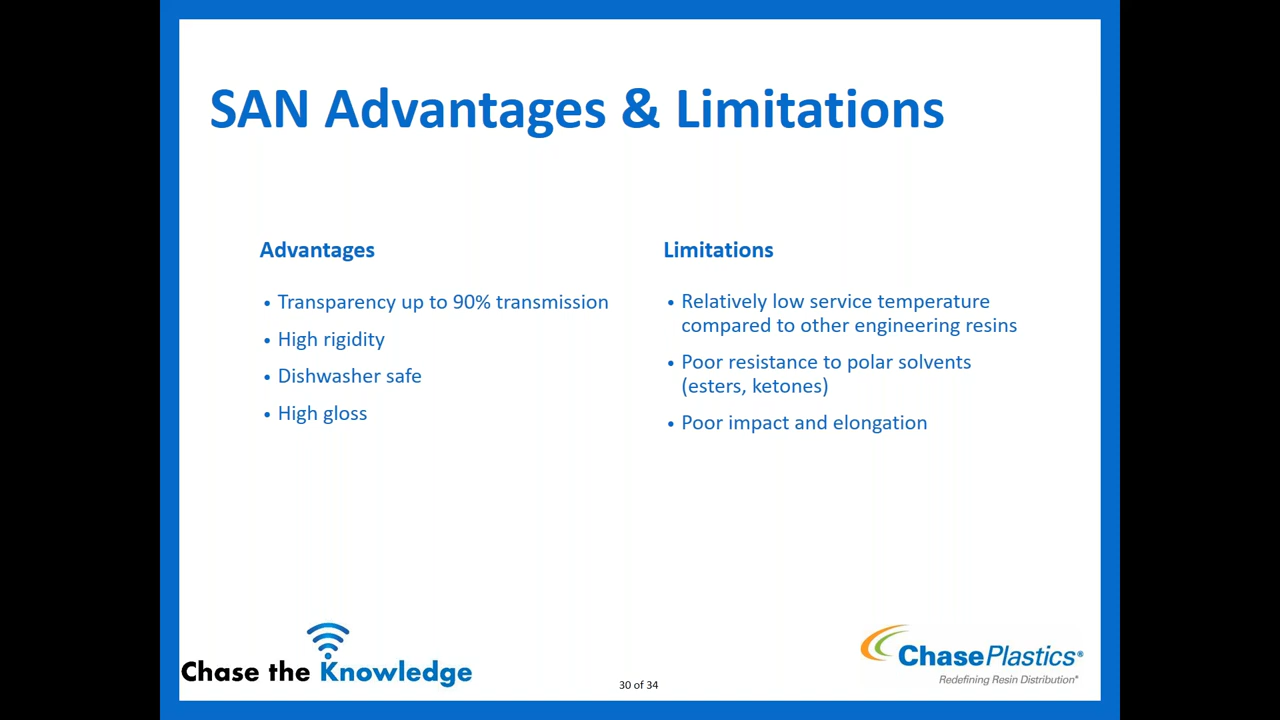 SAN Advantages & Limitations
Advantages
• Transparency up to 90% transmission
• High rigidity
• Dishwasher safe
• High gloss
Limitations
• Relatively low service temperature
compared to other engineering resins
• Poor resistance to polar solvents
(esters, ketones)
• Poor impact and elongation
Chase the Knowledge
30 of 34
ChasePlastics®
Redefining Resin Distribution®